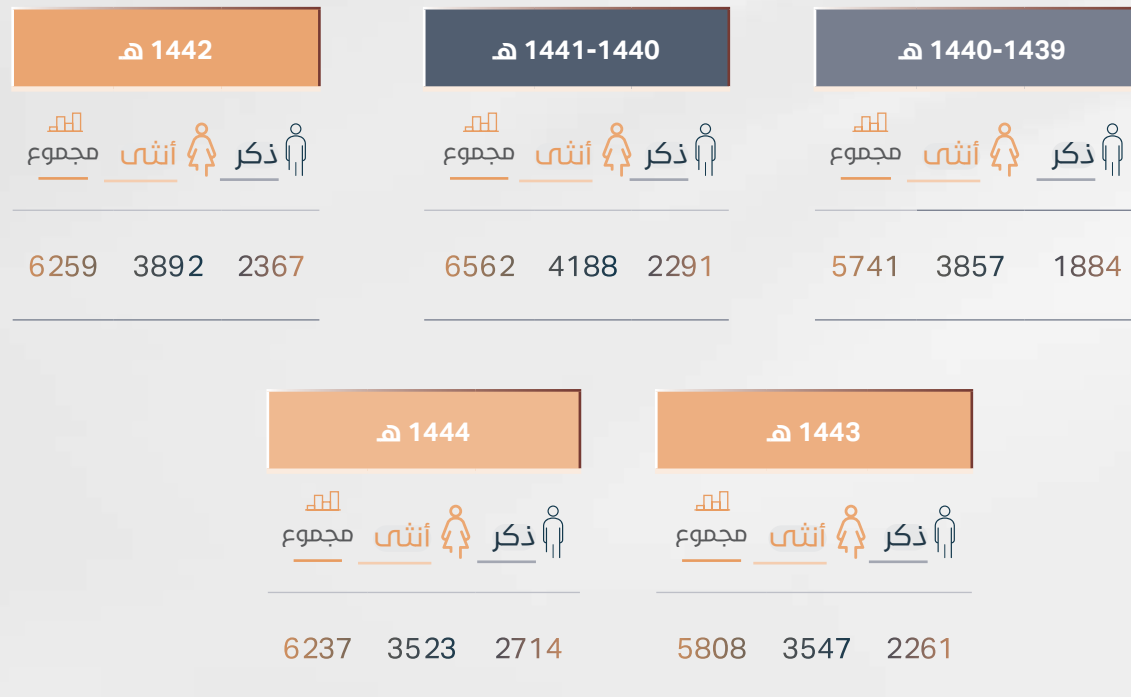 1439-1440 هـ
1440-1441 هـ
1442 هـ
ذكر أنثى مجموع
ذكر أنثى مجموع
ذكر أنثى مجموع
1884 3857 5741
2291 4188 6562
2367 3892 6259
1443 هـ
1444 هـ
ذكر أنثى مجموع
ذكر أنثى مجموع
2261 3547 5808
2714 3523 6237